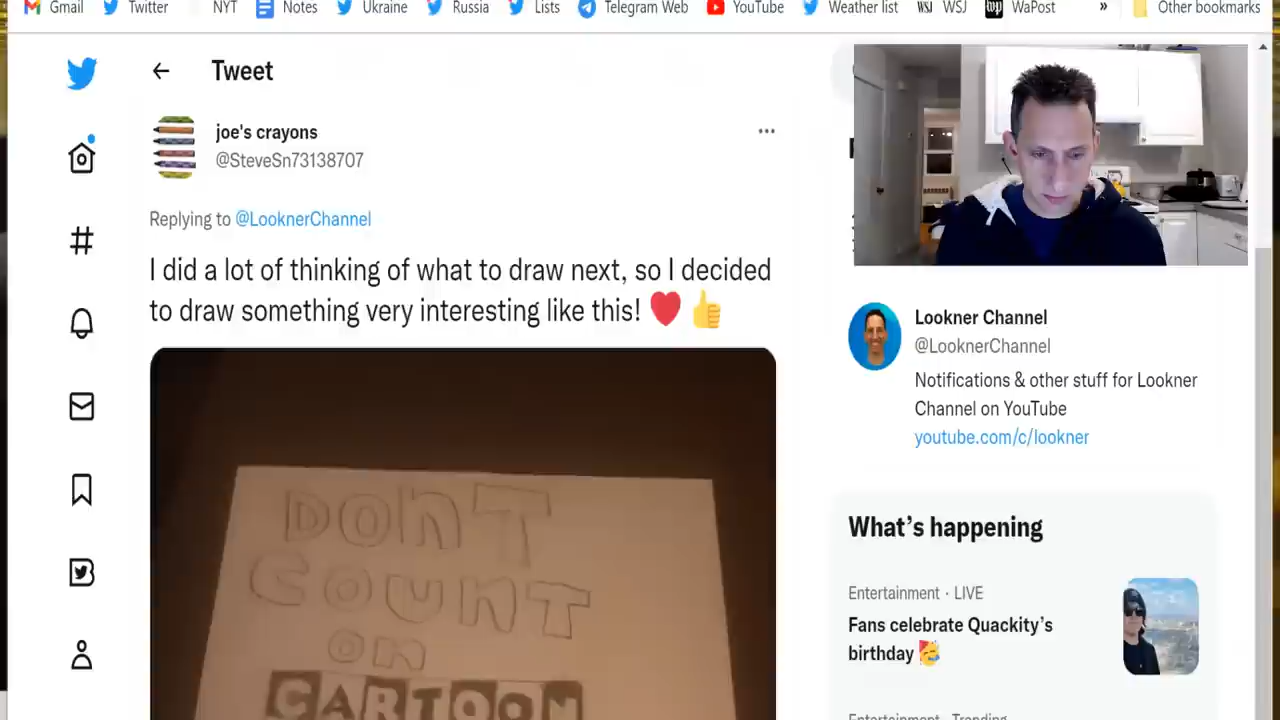 Gmail Twitter NYT Notes Ukraine Russia Lists Telegram Web YouTube Weather list WSJ WSJ wp WaPost » Other bookmarks
← Tweet
joe's crayons
@SteveSn73138707
Replying to @LooknerChannel
I did a lot of thinking of what to draw next, so I decided
to draw something very interesting like this! ❤️ 👍
DONT
COUNT
ON
CARTOON
Lookner Channel
@LooknerChannel
Notifications & other stuff for Lookner
Channel on YouTube
youtube.com/c/lookner
What's happening
Entertainment · LIVE
Fans celebrate Quackity's
birthday 🥳
Entertainment · Trending